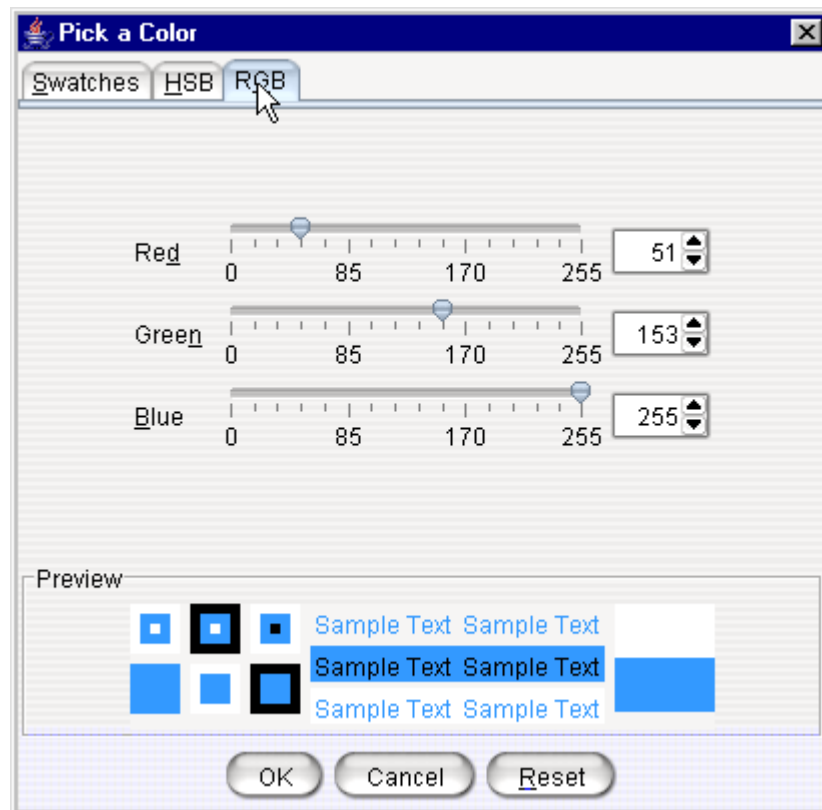 Pick a Color
Swatches HSB RGB
Red 0 85 170 255 51
Green 0 85 170 255 153
Blue 0 85 170 255 255
Preview
Sample Text Sample Text
Sample Text Sample Text
Sample Text Sample Text
OK Cancel Reset